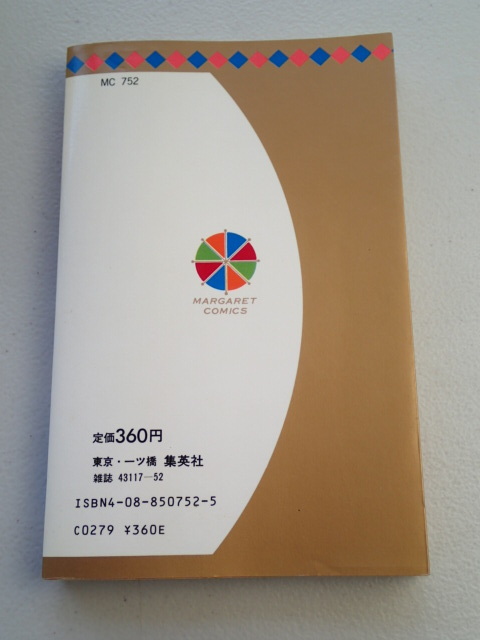 MC 752
MARGARET
COMICS
定価360円
東京・一ツ橋 集英社
雑誌 43117—52
ISBN4-08-850752-5
C0279 ¥360E